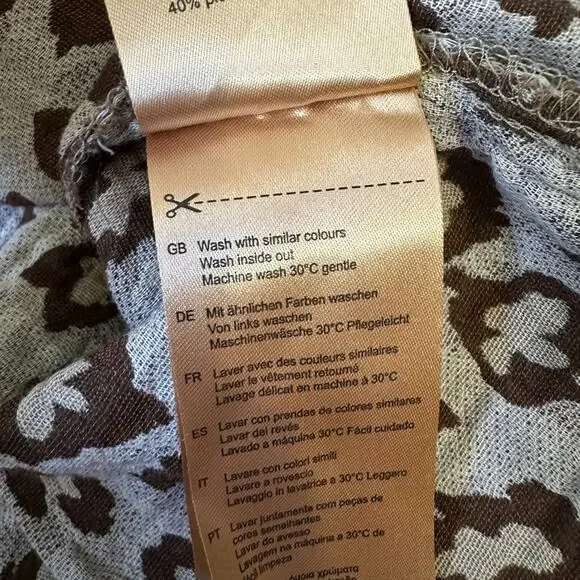 40%
GB Wash with similar colours
Wash inside out
Machine wash 30°C gentle
DE Mit ähnlichen Farben waschen
Von links waschen
Maschinenwäsche 30°C Pflegeleicht
FR Laver avec des couleurs similaires
Laver le vêtement retourné
Lavage délicat en machine à 30°C
ES Lavar con prendas de colores similares
Lavar del revés
Lavado a máquina 30°C Fácil cuidado
IT Lavare con colori simili
Lavare a rovescio
Lavaggio in lavatrice a 30°C Leggero
PT Lavar juntamente com peças de
cores semelhantes
Lavar do avesso
Lavagem na máquina a 30°C de
fácil limpeza
χρώματα